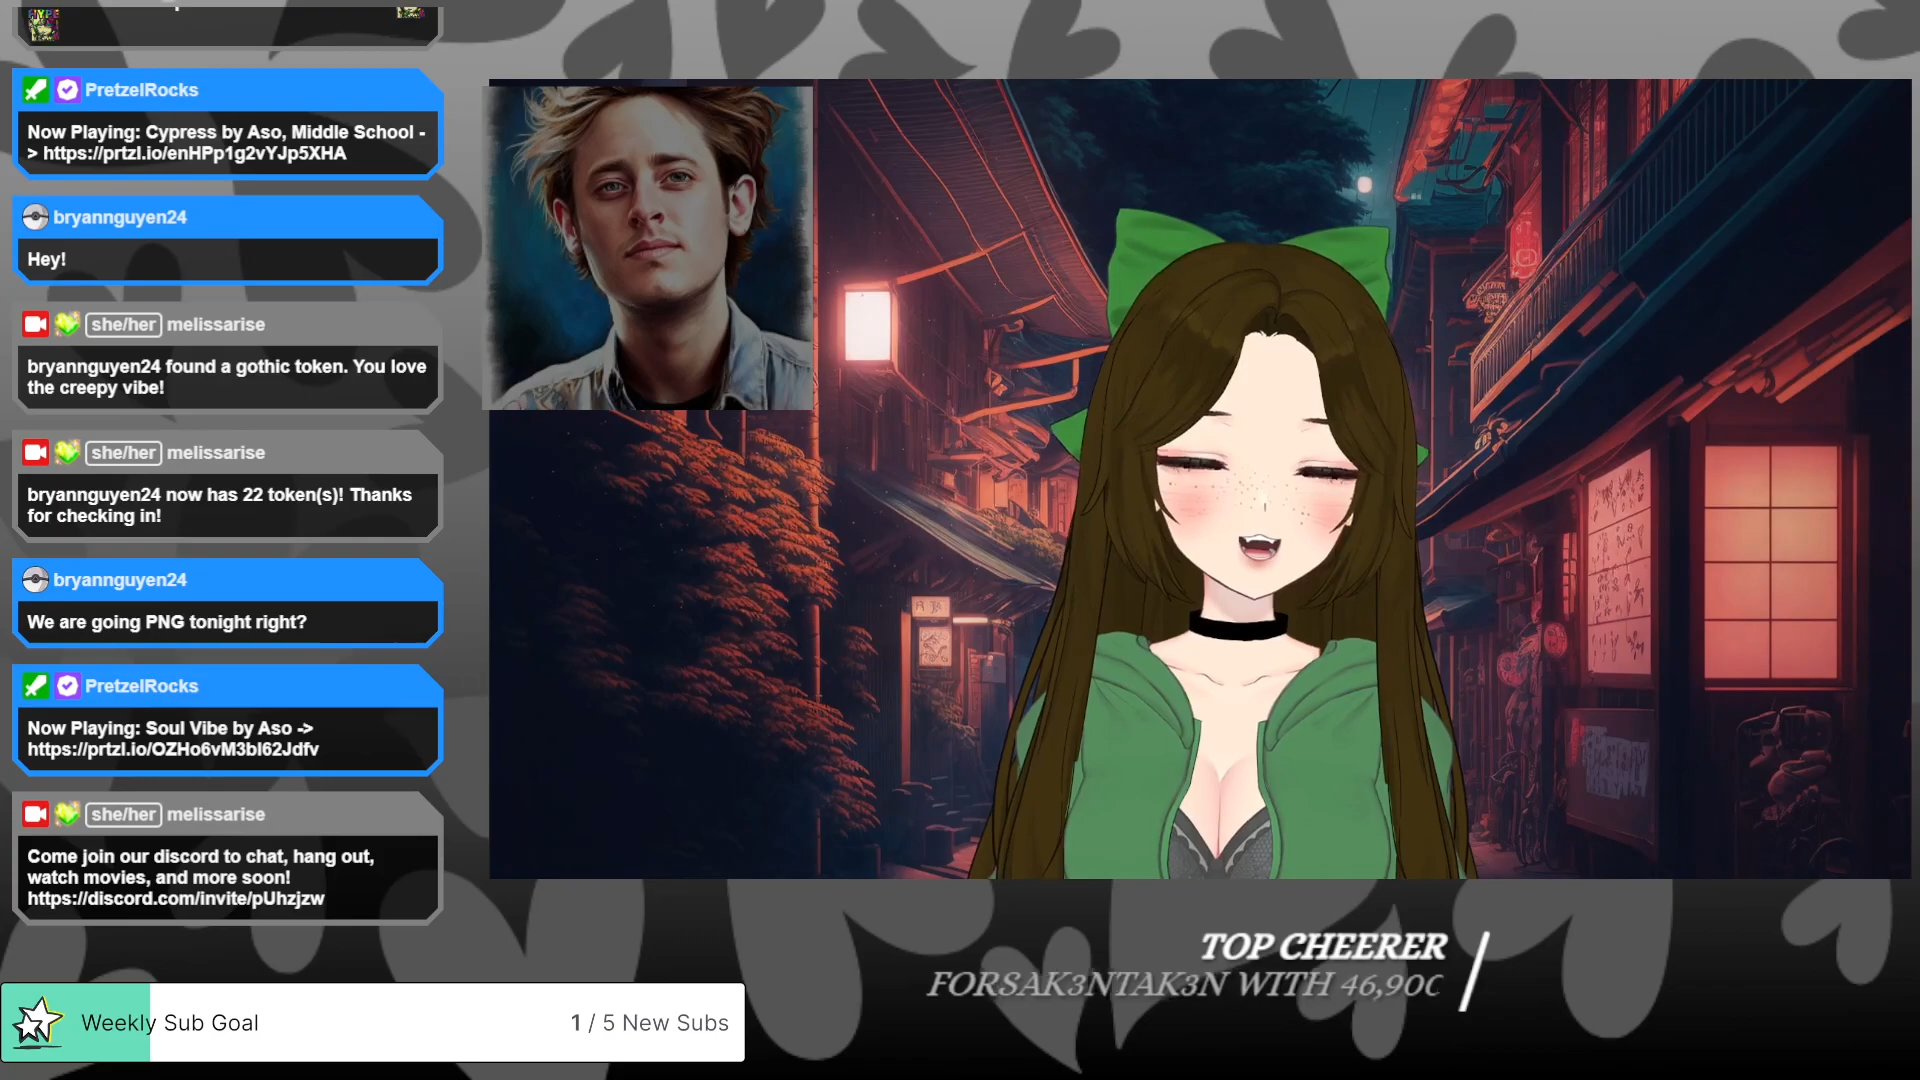 PretzelRocks
Now Playing: Cypress by Aso, Middle School -
> https://prtzl.io/enHPp1g2vYJp5XHA
bryannguyen24
Hey!
she/her melissarise
bryannguyen24 found a gothic token. You love
the creepy vibe!
she/her melissarise
bryannguyen24 now has 22 token(s)! Thanks
for checking in!
bryannguyen24
We are going PNG tonight right?
PretzelRocks
Now Playing: Soul Vibe by Aso ->
https://prtzl.io/OZHo6vM3bl62Jdfv
she/her melissarise
Come join our discord to chat, hang out,
watch movies, and more soon!
https://discord.com/invite/pUhzjzw
TOP CHEERER
FORSAK3NTAK3N WITH 46,90
Weekly Sub Goal
1 / 5 New Subs